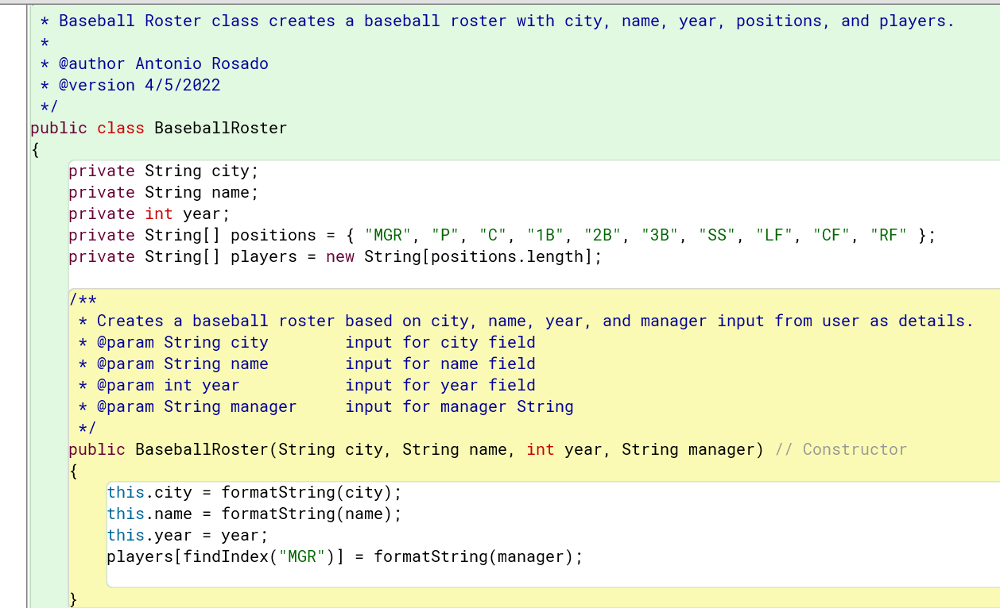 * Baseball Roster class creates a baseball roster with city, name, year, positions, and players.
*
* @author Antonio Rosado
* @version 4/5/2022
*/
public class BaseballRoster
{
private String city;
private String name;
private int year;
private String[] positions = { "MGR", "P", "C", "1B", "2B", "3B", "SS", "LF", "CF", "RF" };
private String[] players = new String[positions.length];
/**
* Creates a baseball roster based on city, name, year, and manager input from user as details.
* @param String city        input for city field
* @param String name        input for name field
* @param int year           input for year field
* @param String manager     input for manager String
*/
public BaseballRoster(String city, String name, int year, String manager) // Constructor
{
this.city = formatString(city);
this.name = formatString(name);
this.year = year;
players[findIndex("MGR")] = formatString(manager);
}